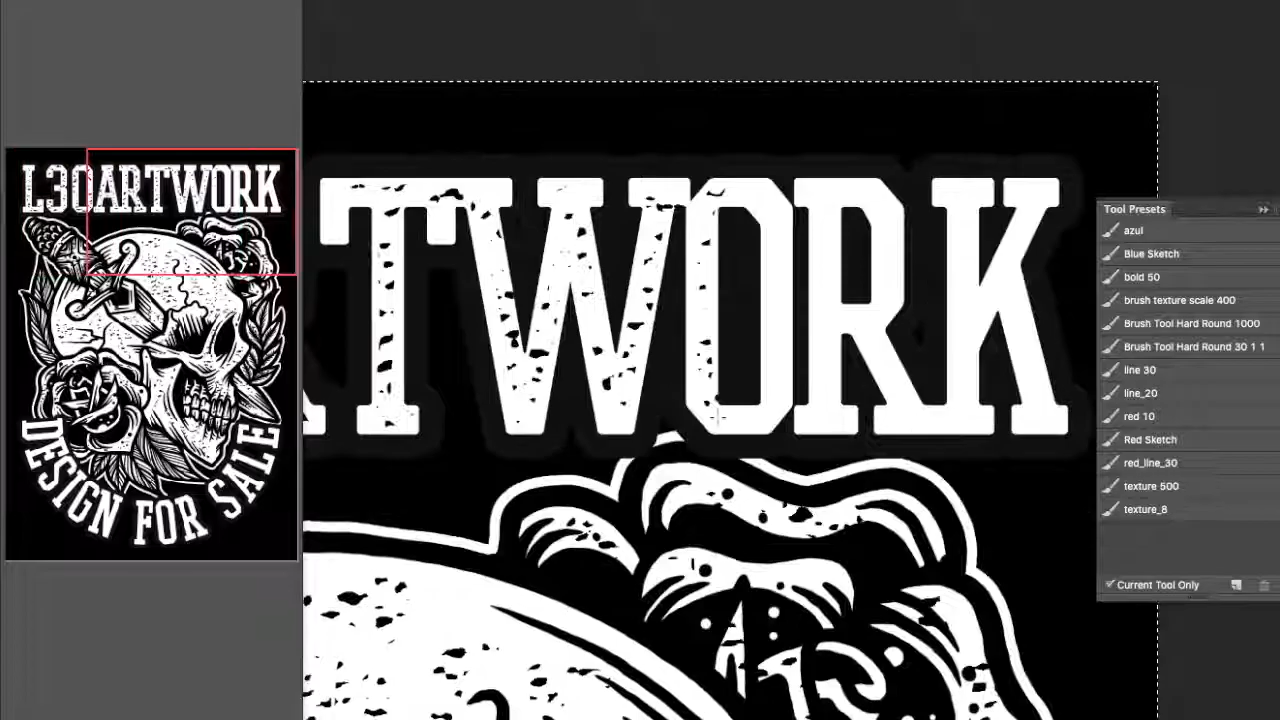 L30ARTWORK
DESIGN FOR SALE
RTWORK
Tool Presets
azul
Blue Sketch
bold 50
brush texture scale 400
Brush Tool Hard Round 1000
Brush Tool Hard Round 30 1 1
line 30
line_20
red 10
Red Sketch
red_line_30
texture 500
texture_8
Current Tool Only